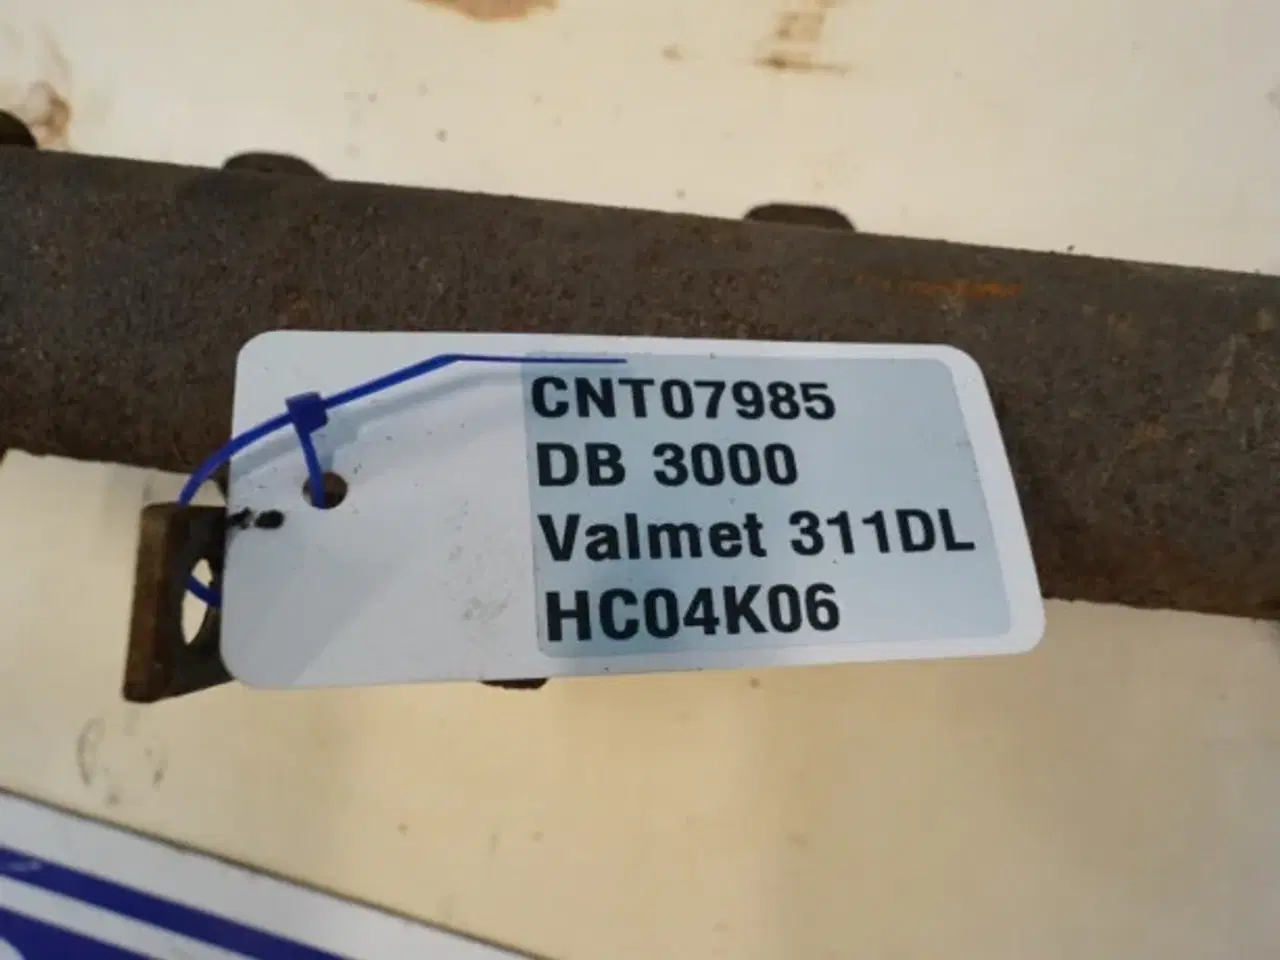 CNT07985
DB 3000
Valmet 311DL
HC04K06